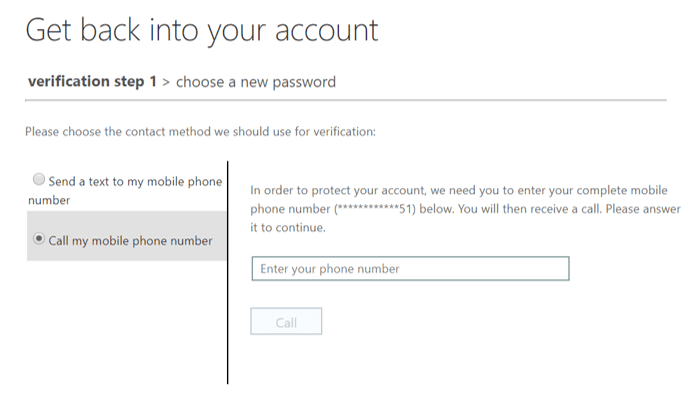 Get back into your account
verification step 1 > choose a new password
Please choose the contact method we should use for verification:
Send a text to my mobile phone
number
Call my mobile phone number
In order to protect your account, we need you to enter your complete mobile
phone number (************51) below. You will then receive a call. Please answer
it to continue.
Enter your phone number
Call